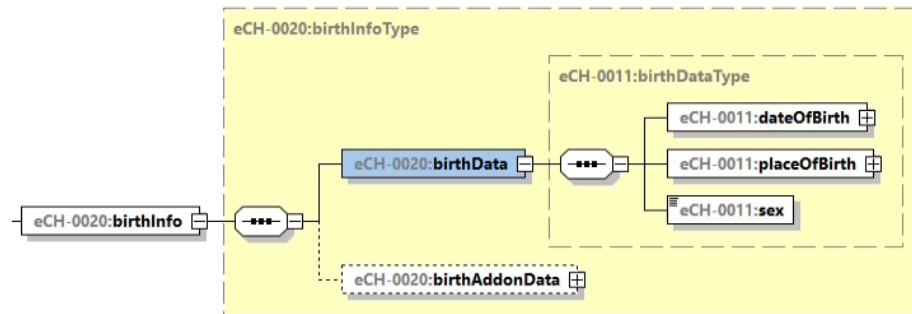 eCH-0020:birthInfoType
eCH-0011:birthDataType
eCH-0011:dateOfBirth
eCH-0020:birthData
eCH-0011:placeOfBirth
eCH-0011:sex
eCH-0020:birthInfo
eCH-0020:birthAddonData